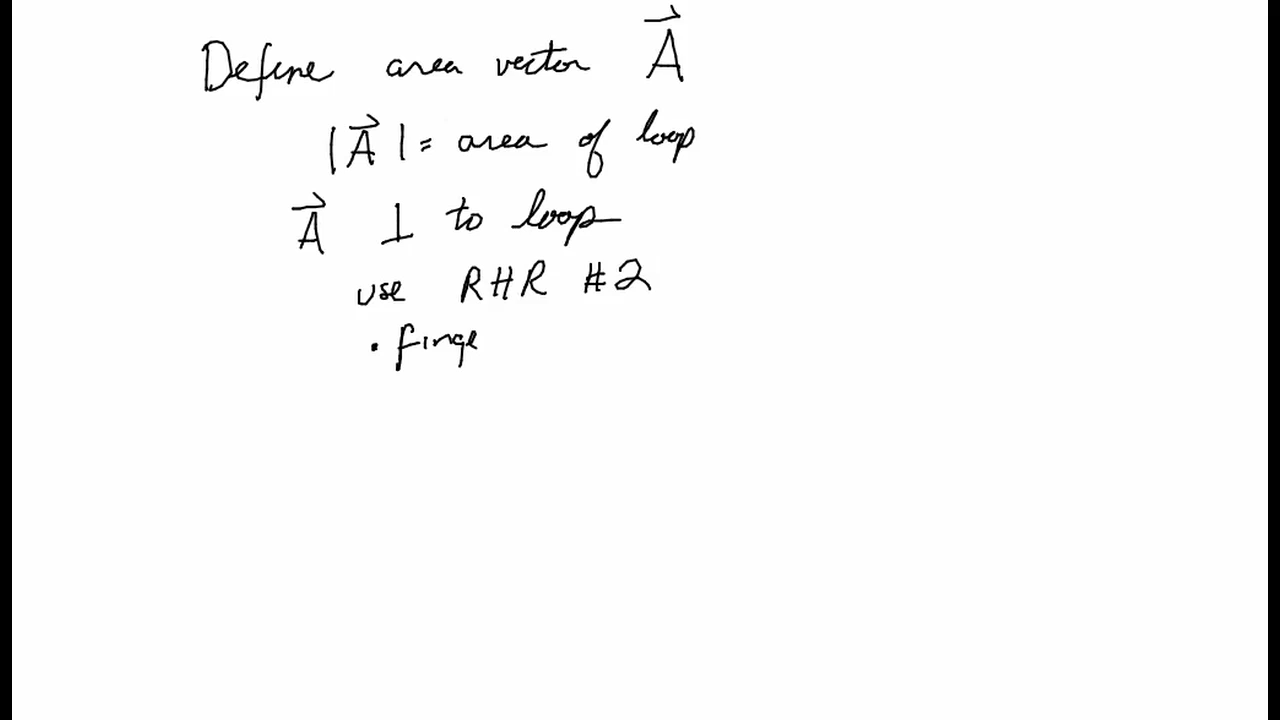 Define area vector A⃗
|A⃗| = area of loop
A⃗ ⊥ to loop
use RHR #2
• finge